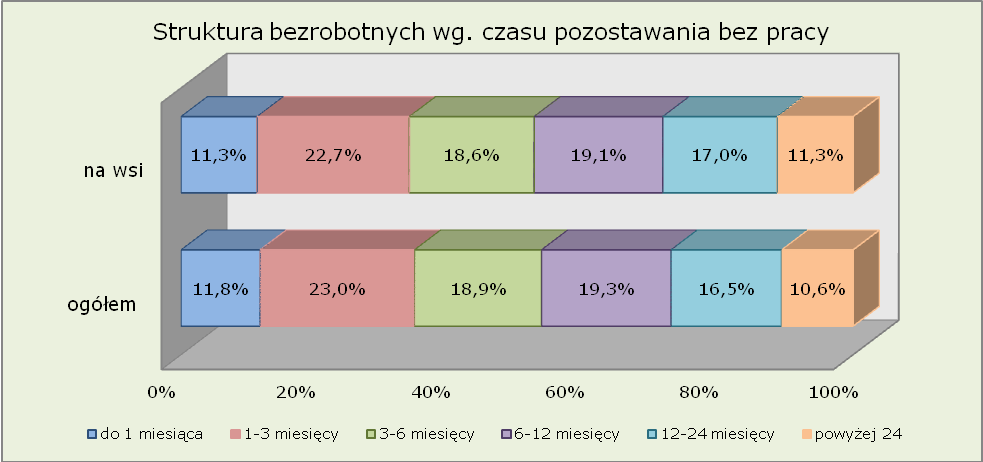 Struktura bezrobotnych wg. czasu pozostawania bez pracy
na wsi
11,3% 22,7% 18,6% 19,1% 17,0% 11,3%
ogółem
11,8% 23,0% 18,9% 19,3% 16,5% 10,6%
0% 20% 40% 60% 80% 100%
do 1 miesiąca 1-3 miesięcy 3-6 miesięcy 6-12 miesięcy 12-24 miesięcy powyżej 24